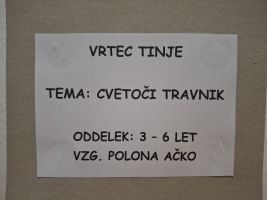 VRTEC TINJE
TEMA: CVETOČI TRAVNIK
ODDELEK: 3 - 6 LET
VZG. POLONA AČKO